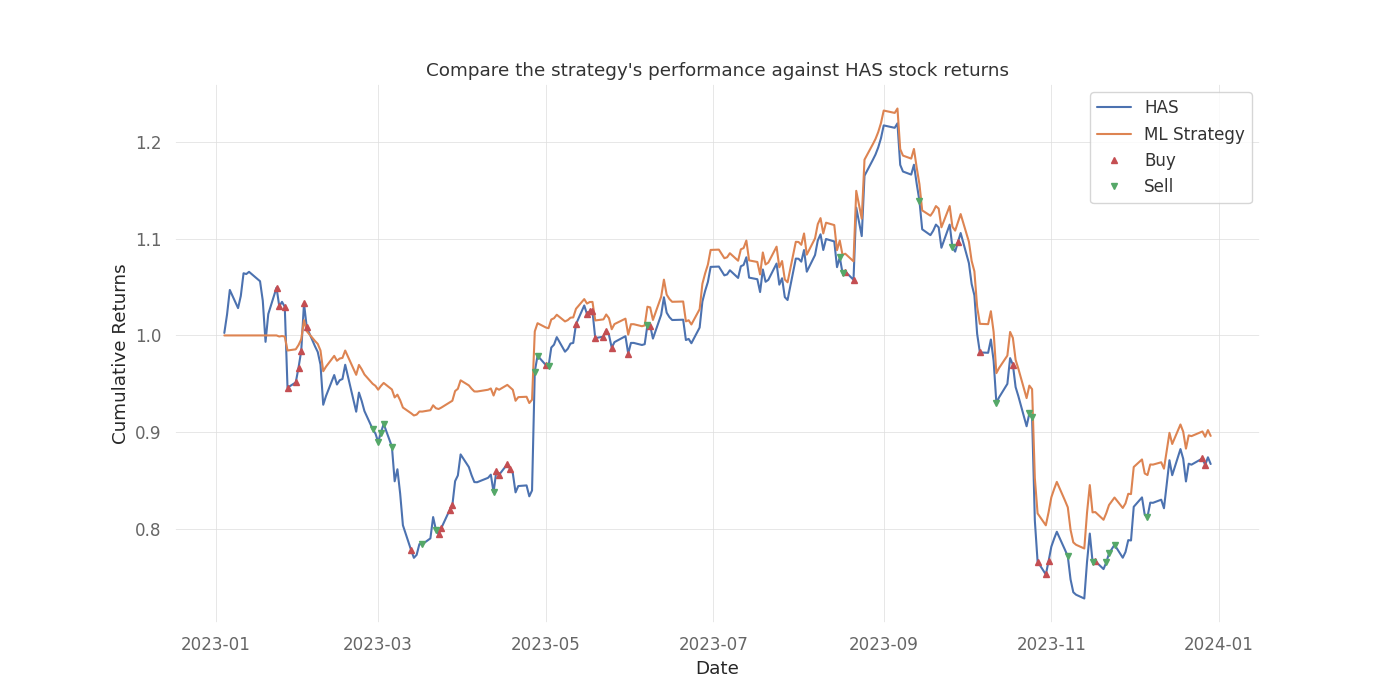 Compare the strategy's performance against HAS stock returns
HAS
ML Strategy
Buy
Sell
Cumulative Returns
1.2
1.1
1.0
0.9
0.8
2023-01
2023-03
2023-05
2023-07
2023-09
2023-11
2024-01
Date